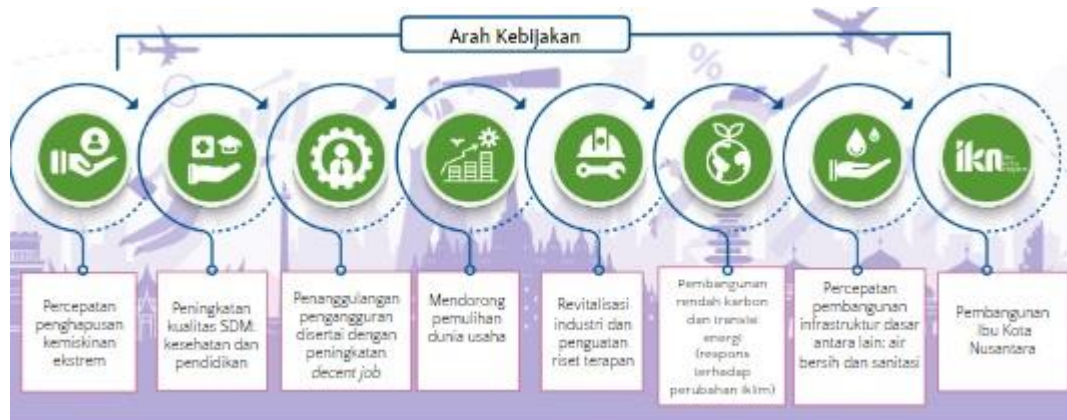 Arah Kebijakan
%
ikn
Percepatan
penghapusan
kemiskinan
ekstrem
Peningkatan
kualitas SDM:
kesehatan dan
pendidikan
Penanggulangan
pengangguran
disertai dengan
peningkatan
decent job
Mendorong
pemulihan
dunia usaha
Revitalisasi
industri dan
penguatan
riset terapan
Pembangunan
rendah karbon
dan transisi
energi
(respons
terhadap
perubahan iklim)
Percepatan
pembangunan
infrastruktur dasar
antara lain: air
bersih dan sanitasi
Pembangunan
Ibu Kota
Nusantara